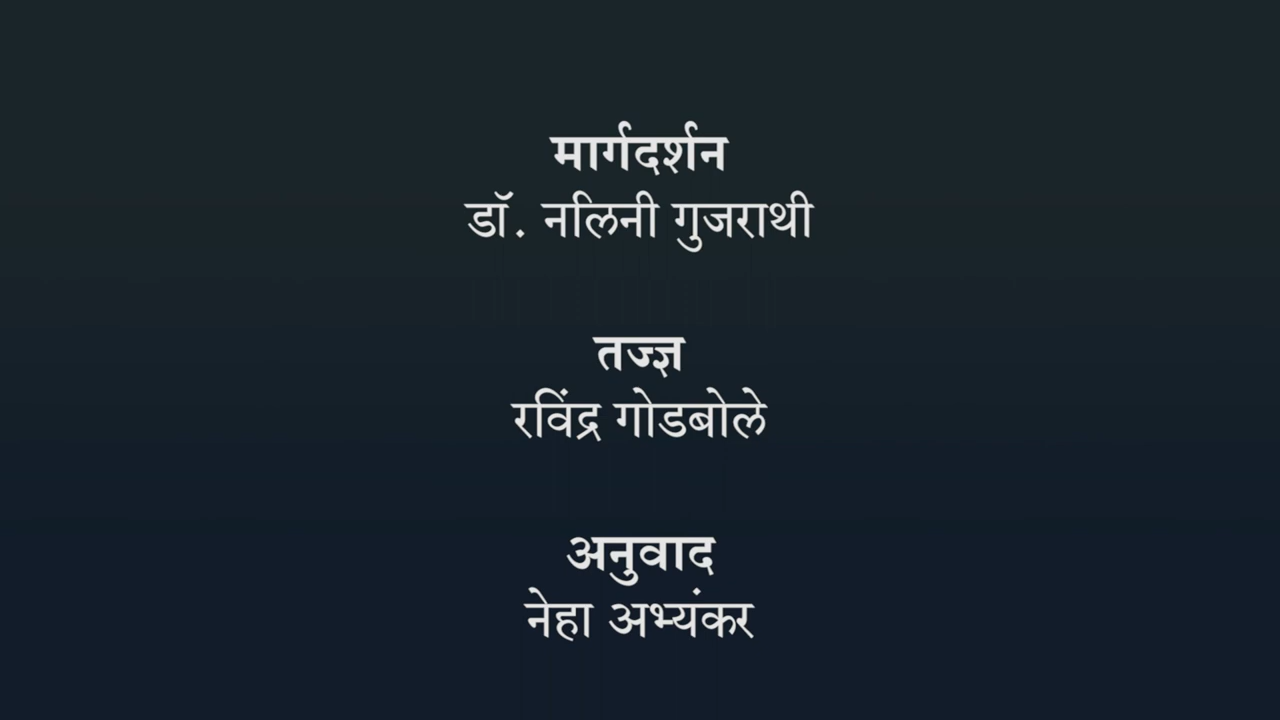 मार्गदर्शन
डॉ. नलिनी गुजराथी
तज्ज्ञ
रविंद्र गोडबोले
अनुवाद
नेहा अभ्यंकर